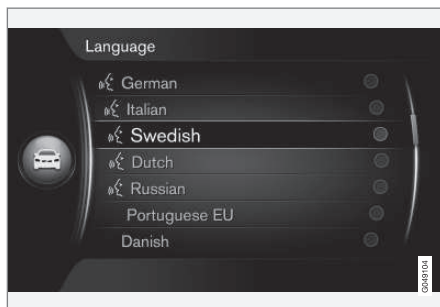 Language
German
Italian
Swedish
Dutch
Russian
Portuguese EU
Danish
G049104